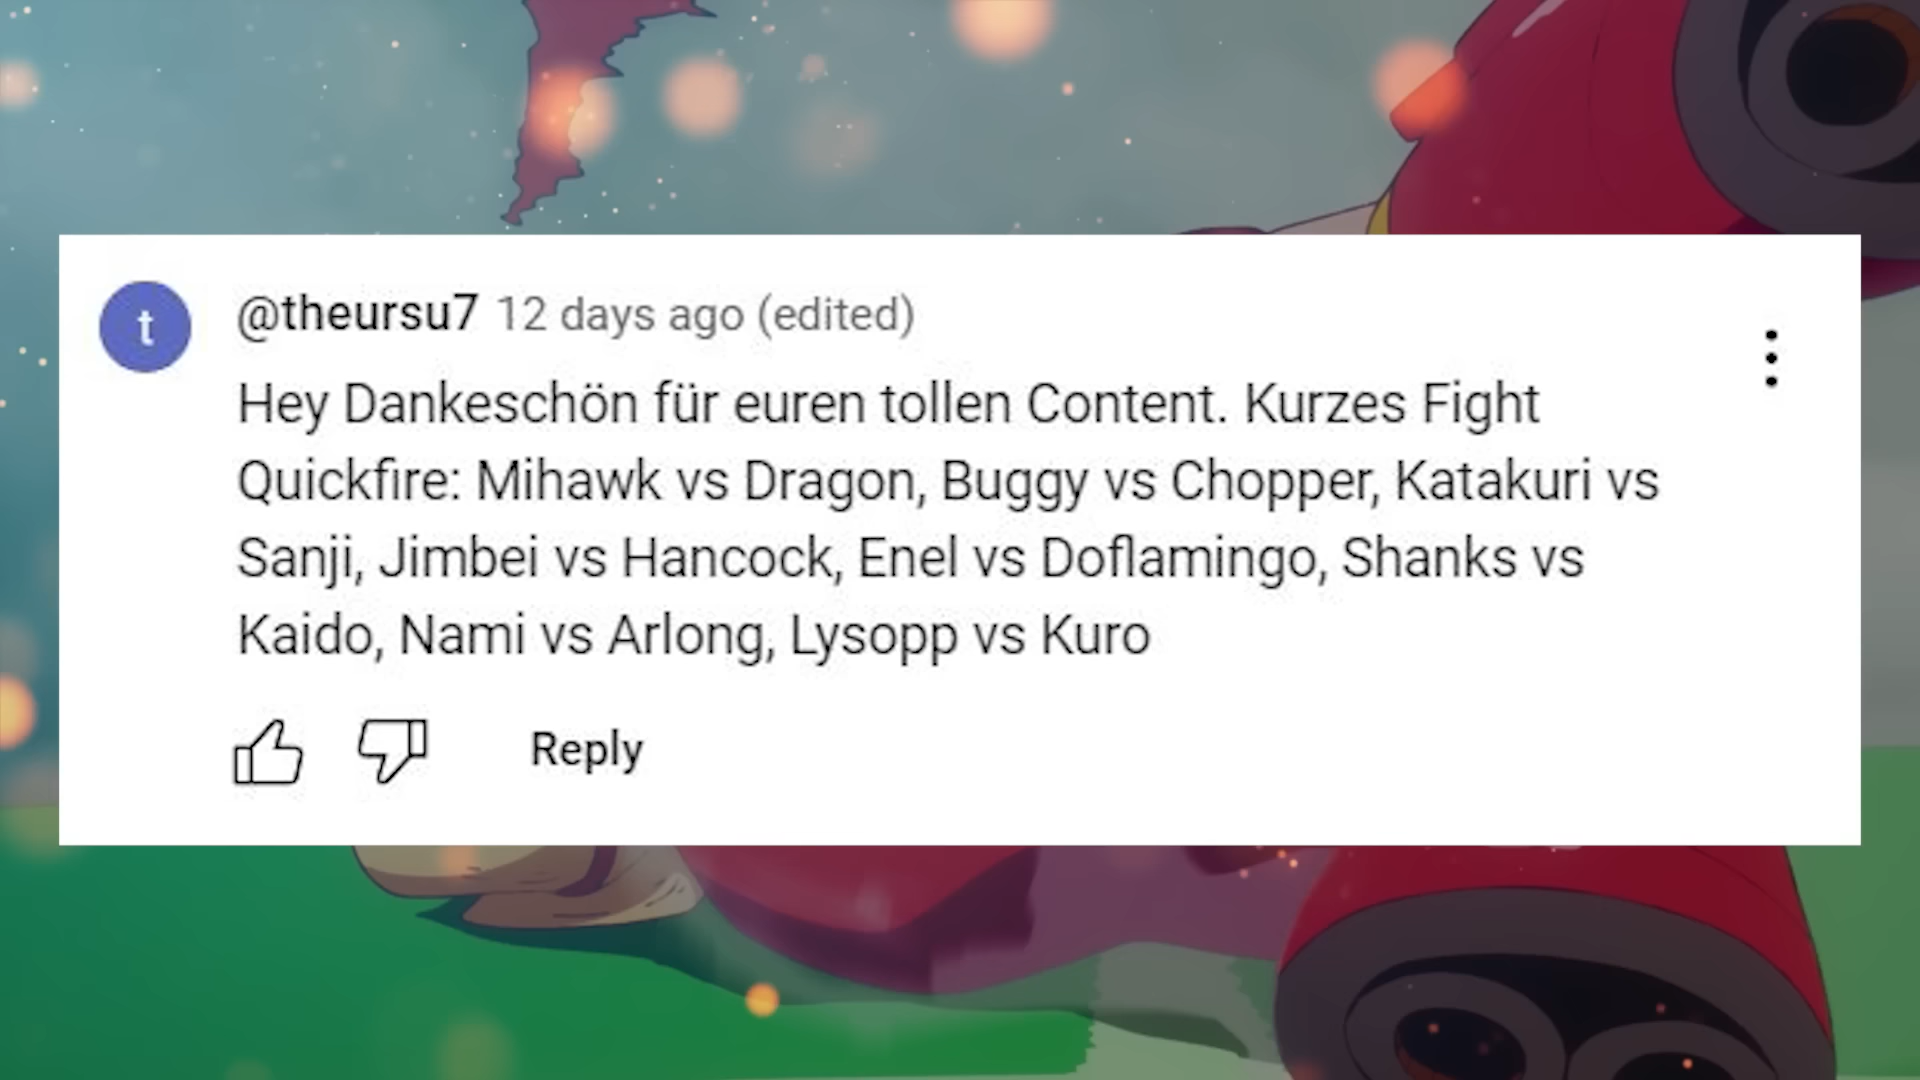 t
@theursu7 12 days ago (edited)
Hey Dankeschön für euren tollen Content. Kurzes Fight
Quickfire: Mihawk vs Dragon, Buggy vs Chopper, Katakuri vs
Sanji, Jimbei vs Hancock, Enel vs Doflamingo, Shanks vs
Kaido, Nami vs Arlong, Lysopp vs Kuro
Reply